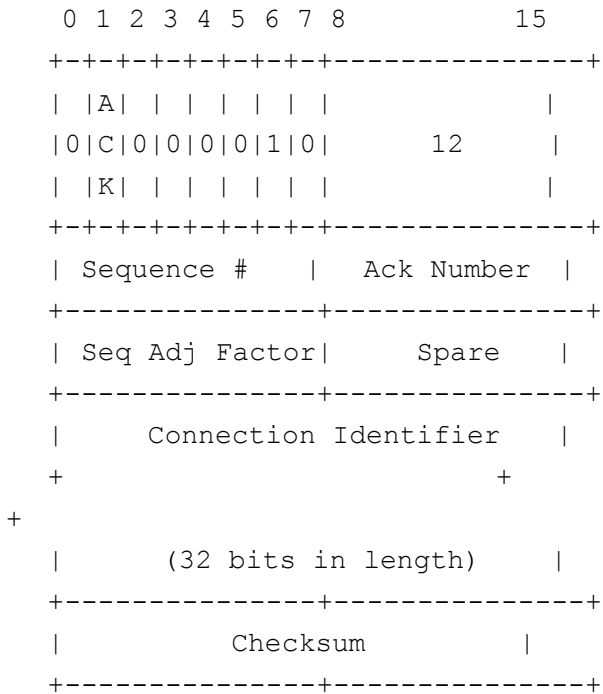 0 1 2 3 4 5 6 7 8            15
+-+-+-+-+-+-+-+-+---------------+
| |A| | | | | | |               |
|0|C|0|0|0|0|1|0|      12       |
| |K| | | | | | |               |
+-+-+-+-+-+-+-+-+---------------+
| Sequence #    |  Ack Number   |
+---------------+---------------+
| Seq Adj Factor|     Spare     |
+---------------+---------------+
|     Connection Identifier     |
+                            +
+
|      (32 bits in length)      |
+---------------+---------------+
|          Checksum           |
+---------------+---------------+